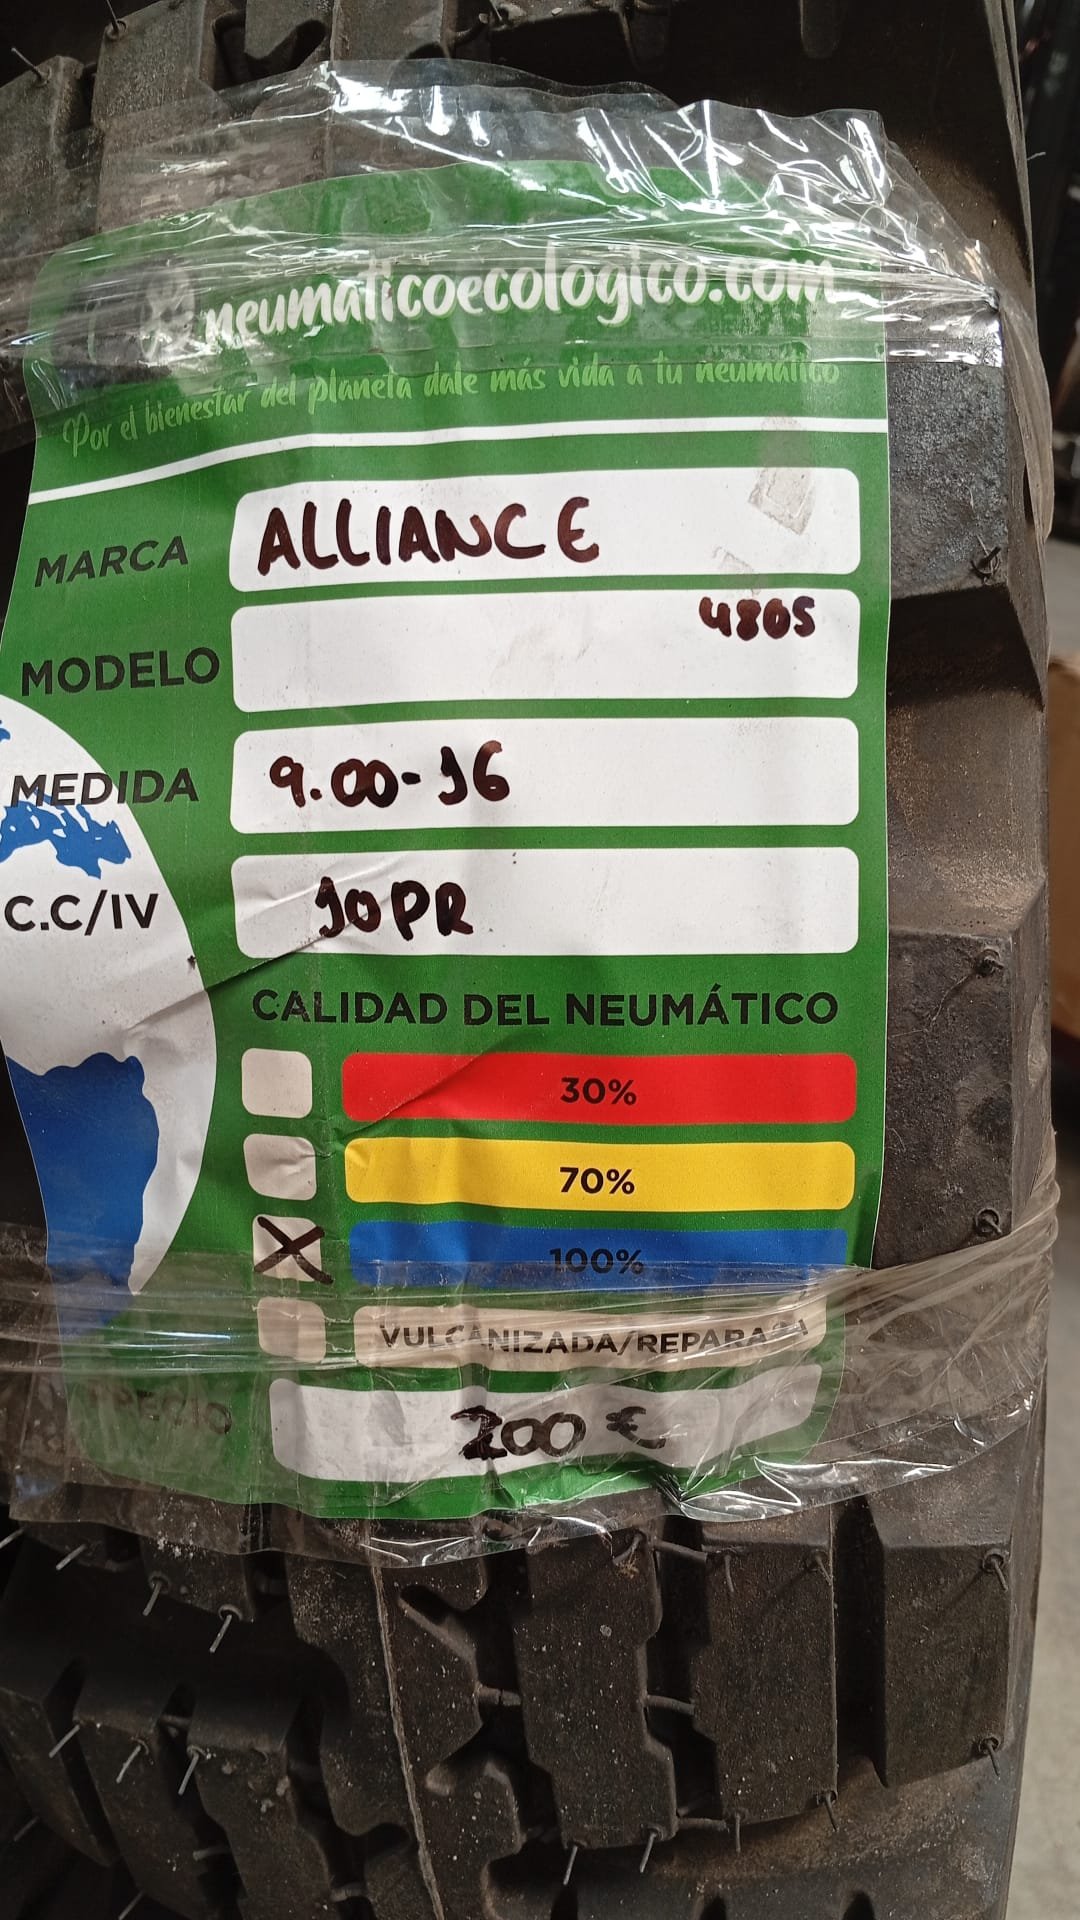 neumaticoecologico.com
Por el bienestar del planeta dale más vida a tu neumático
MARCA ALLIANCE
MODELO 480S
MEDIDA 9.00-16
C.C/IV 10PR
CALIDAD DEL NEUMÁTICO
30%
70%
X 100%
VULCANIZADA/REPARADA
PRECIO 200 €